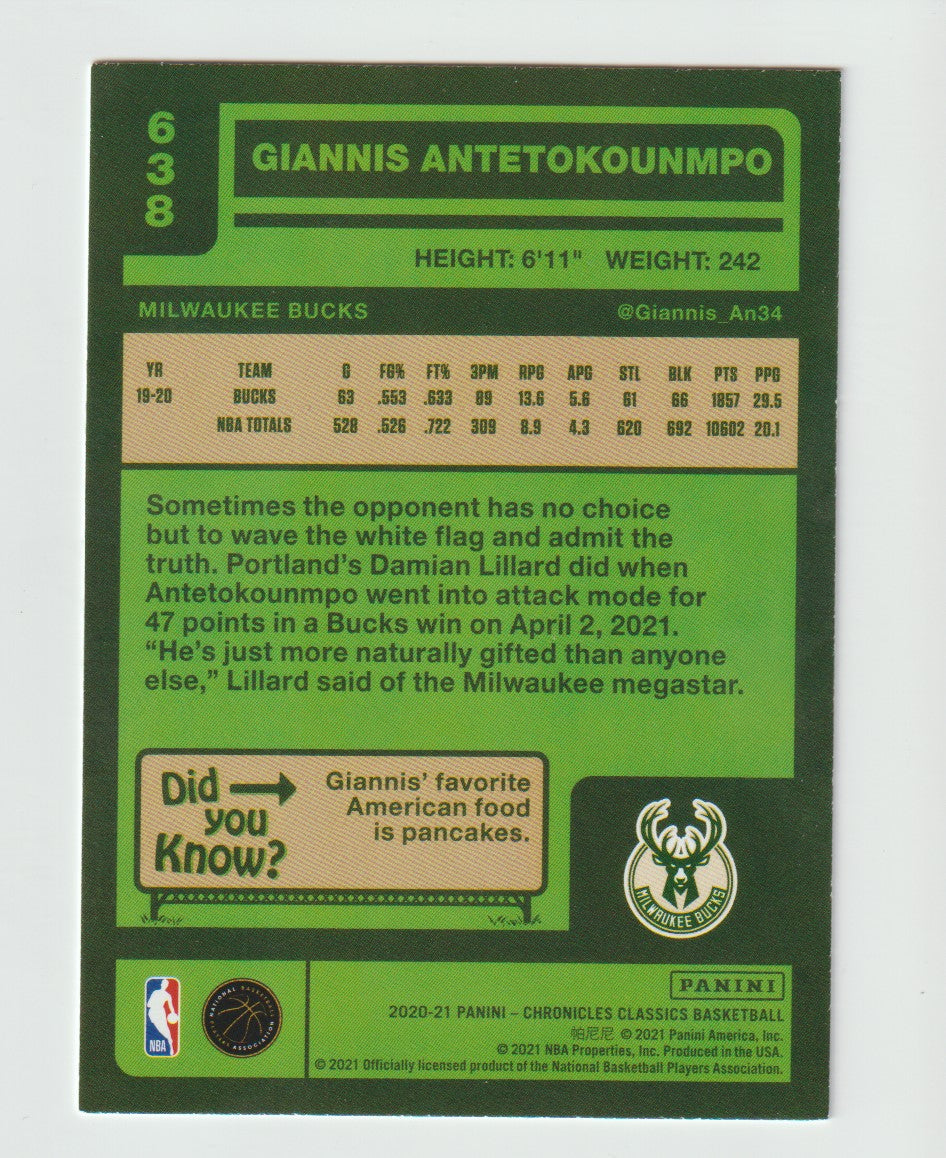 638
GIANNIS ANTETOKOUNMPO
HEIGHT: 6'11" WEIGHT: 242
MILWAUKEE BUCKS @Giannis_An34
YR TEAM G FG% FT% 3PM RPG APG STL BLK PTS PPG
19-20 BUCKS 63 .553 .633 89 13.6 5.6 61 66 1857 29.5
NBA TOTALS 528 .526 .722 309 8.9 4.3 620 692 10602 20.1
Sometimes the opponent has no choice
but to wave the white flag and admit the
truth. Portland's Damian Lillard did when
Antetokounmpo went into attack mode for
47 points in a Bucks win on April 2, 2021.
“He's just more naturally gifted than anyone
else,” Lillard said of the Milwaukee megastar.
Did
you
Know?
Giannis' favorite
American food
is pancakes.
MILWAUKEE BUCKS
NBA
NATIONAL BASKETBALL
PLAYERS ASSOCIATION
PANINI
2020-21 PANINI – CHRONICLES CLASSICS BASKETBALL
帕尼尼 © 2021 Panini America, Inc.
© 2021 NBA Properties, Inc. Produced in the USA.
© 2021 Officially licensed product of the National Basketball Players Association.